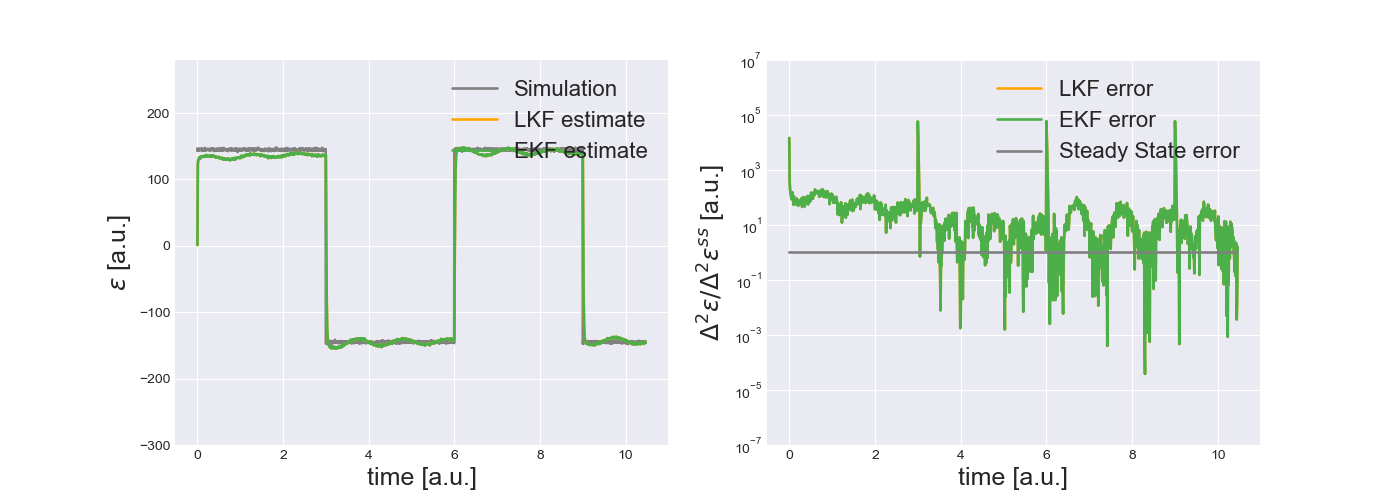 Simulation
LKF estimate
EKF estimate
200
100
0
−100
−200
−300
0 2 4 6 8 10
time [a.u.]
ε [a.u.]
LKF error
EKF error
Steady State error
10^7
10^5
10^3
10^1
10^−1
10^−3
10^−5
10^−7
0 2 4 6 8 10
time [a.u.]
Δ²ε/Δ²ε^ss [a.u.]